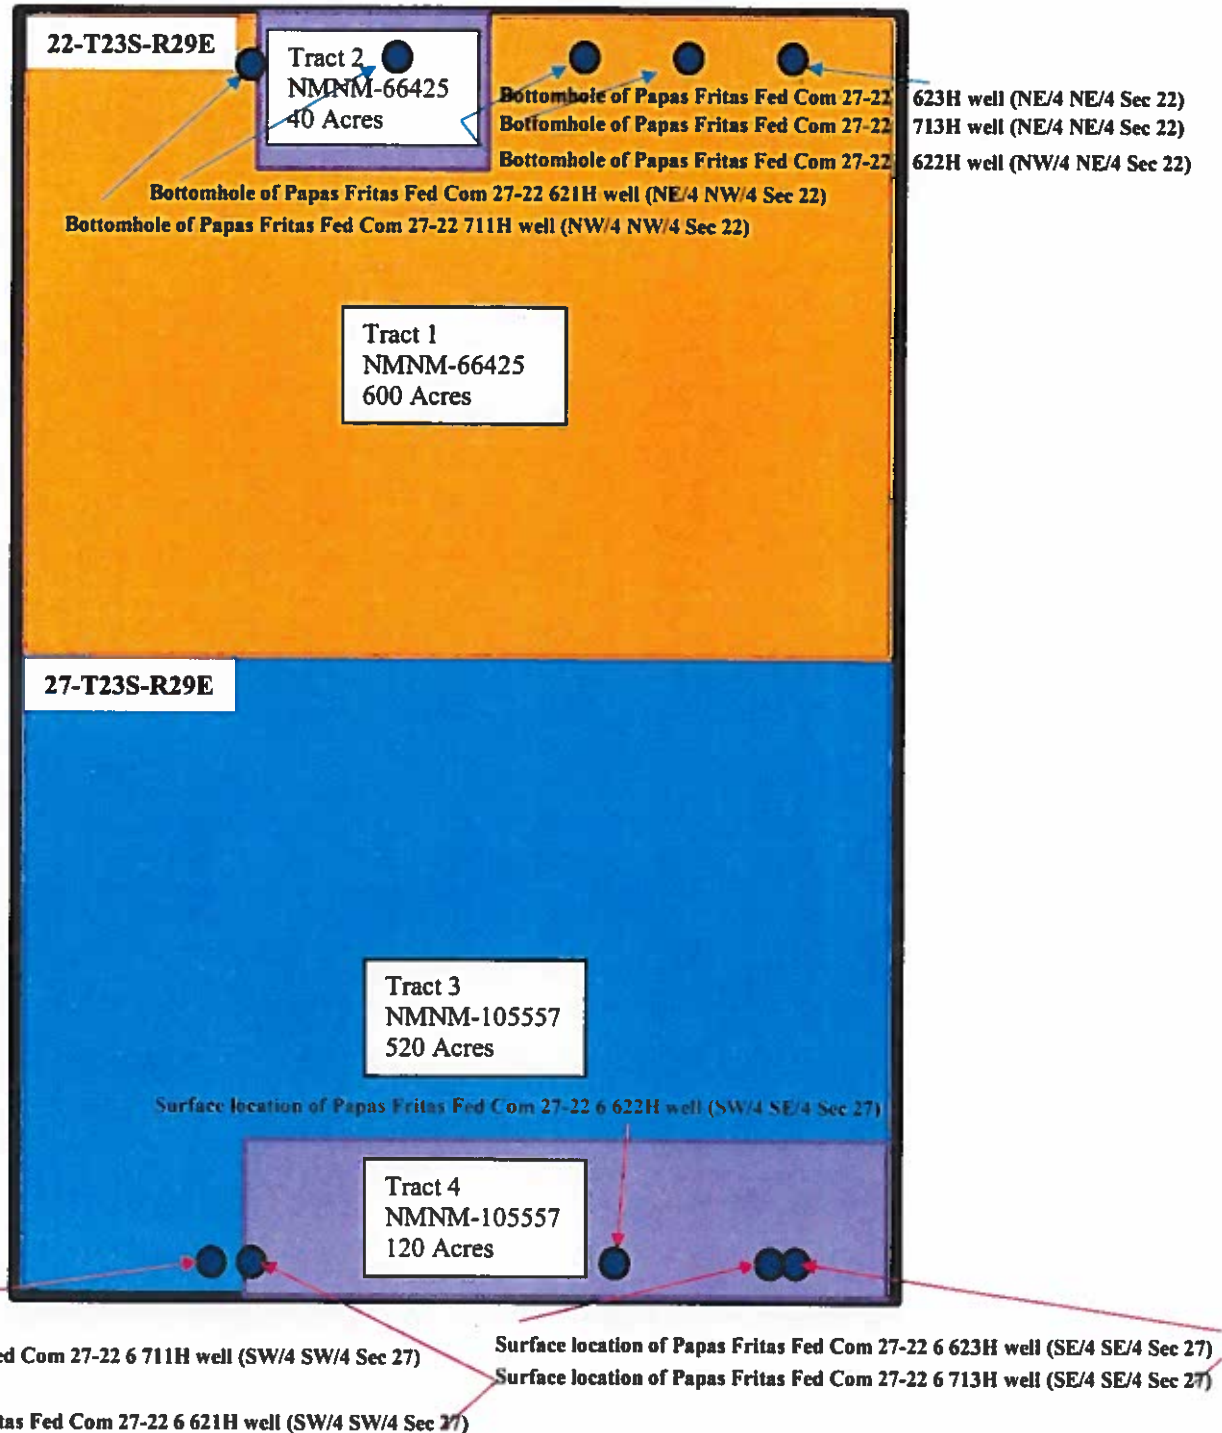 22-T23S-R29E
Tract 2
NMNM-66425
40 Acres
Bottomhole of Papas Fritas Fed Com 27-22 623H well (NE/4 NE/4 Sec 22)
Bottomhole of Papas Fritas Fed Com 27-22 713H well (NE/4 NE/4 Sec 22)
Bottomhole of Papas Fritas Fed Com 27-22 622H well (NW/4 NE/4 Sec 22)
Bottomhole of Papas Fritas Fed Com 27-22 621H well (NE/4 NW/4 Sec 22)
Bottomhole of Papas Fritas Fed Com 27-22 711H well (NW/4 NW/4 Sec 22)
Tract 1
NMNM-66425
600 Acres
27-T23S-R29E
Tract 3
NMNM-105557
520 Acres
Surface location of Papas Fritas Fed Com 27-22 6 622H well (SW/4 SE/4 Sec 27)
Tract 4
NMNM-105557
120 Acres
ed Com 27-22 6 711H well (SW/4 SW/4 Sec 27)
Surface location of Papas Fritas Fed Com 27-22 6 623H well (SE/4 SE/4 Sec 27)
Surface location of Papas Fritas Fed Com 27-22 6 713H well (SE/4 SE/4 Sec 27)
tas Fed Com 27-22 6 621H well (SW/4 SW/4 Sec 27)